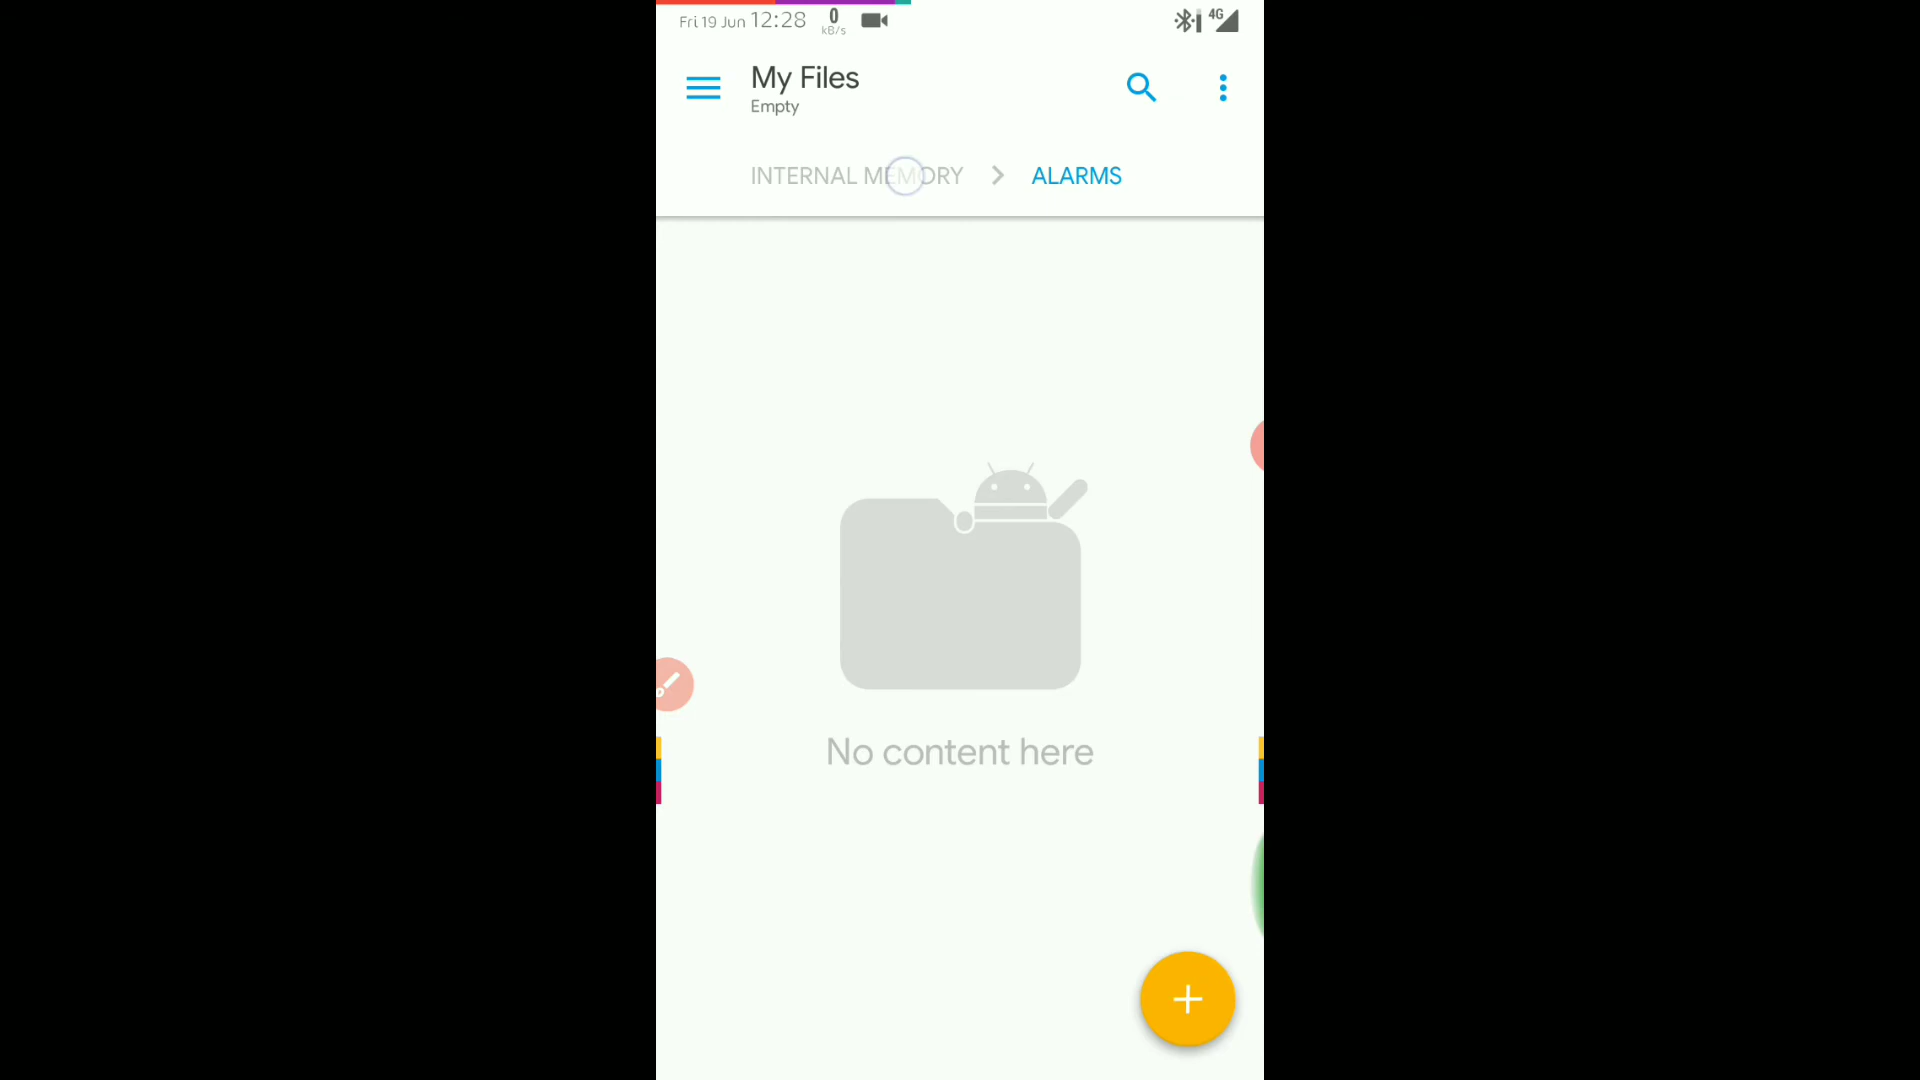 Fri 19 Jun 12:28 0 kB/s 4G
My Files
Empty
INTERNAL MEMORY > ALARMS
No content here